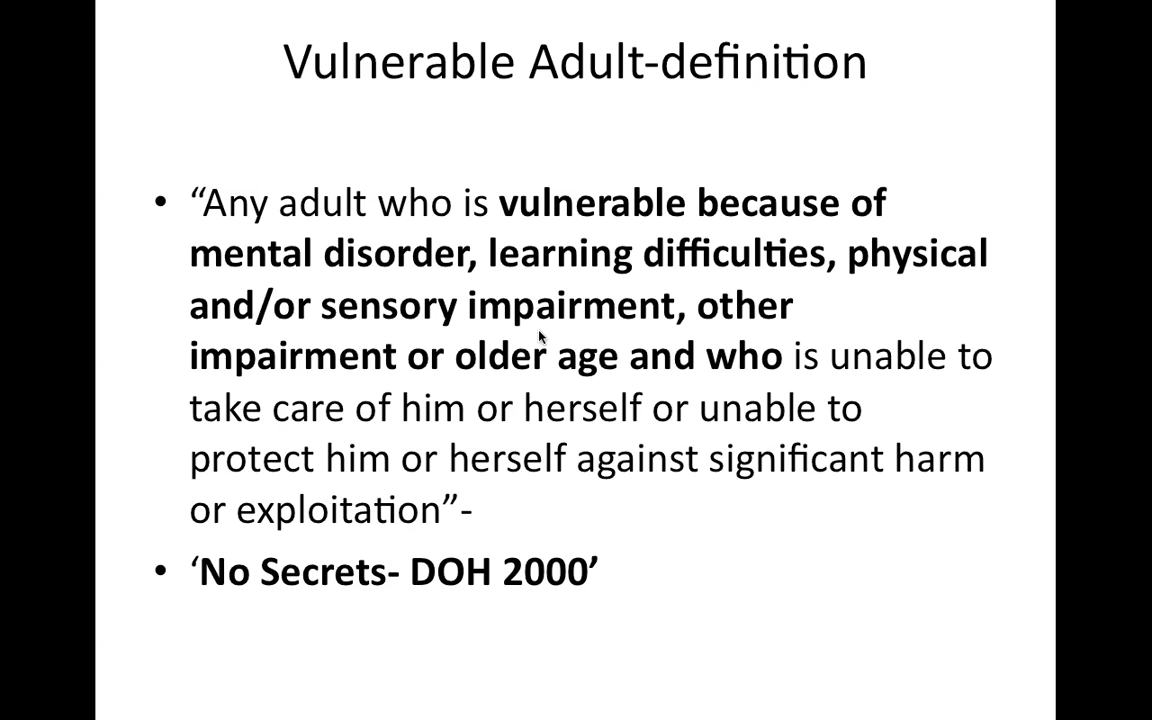 Vulnerable Adult-definition
• “Any adult who is vulnerable because of
mental disorder, learning difficulties, physical
and/or sensory impairment, other
impairment or older age and who is unable to
take care of him or herself or unable to
protect him or herself against significant harm
or exploitation”-
• ‘No Secrets- DOH 2000’